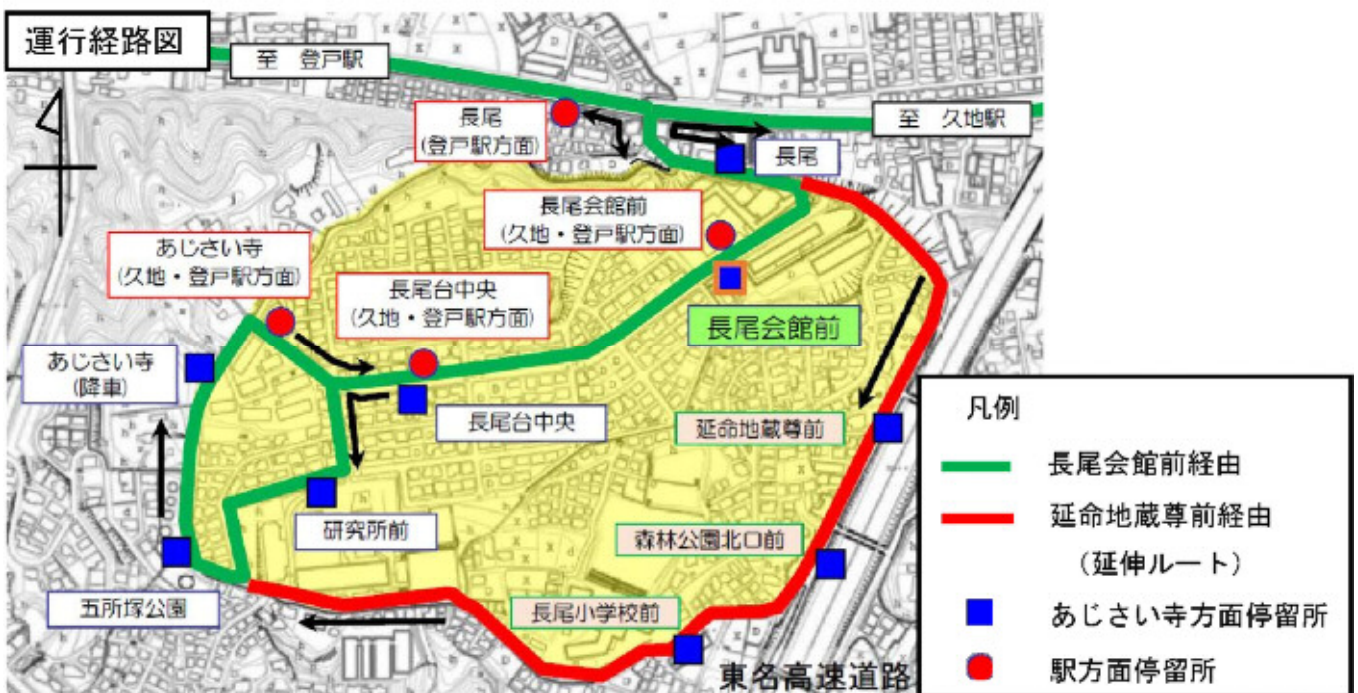 運行経路図
至　登戸駅
至　久地駅
長尾
(登戸駅方面)
長尾
長尾会館前
(久地・登戸駅方面)
あじさい寺
(久地・登戸駅方面)
長尾台中央
(久地・登戸駅方面)
長尾会館前
あじさい寺
(降車)
長尾台中央
延命地蔵尊前
研究所前
森林公園北口前
五所塚公園
長尾小学校前
東名高速道路
凡例
長尾会館前経由
延命地蔵尊前経由
（延伸ルート）
あじさい寺方面停留所
駅方面停留所